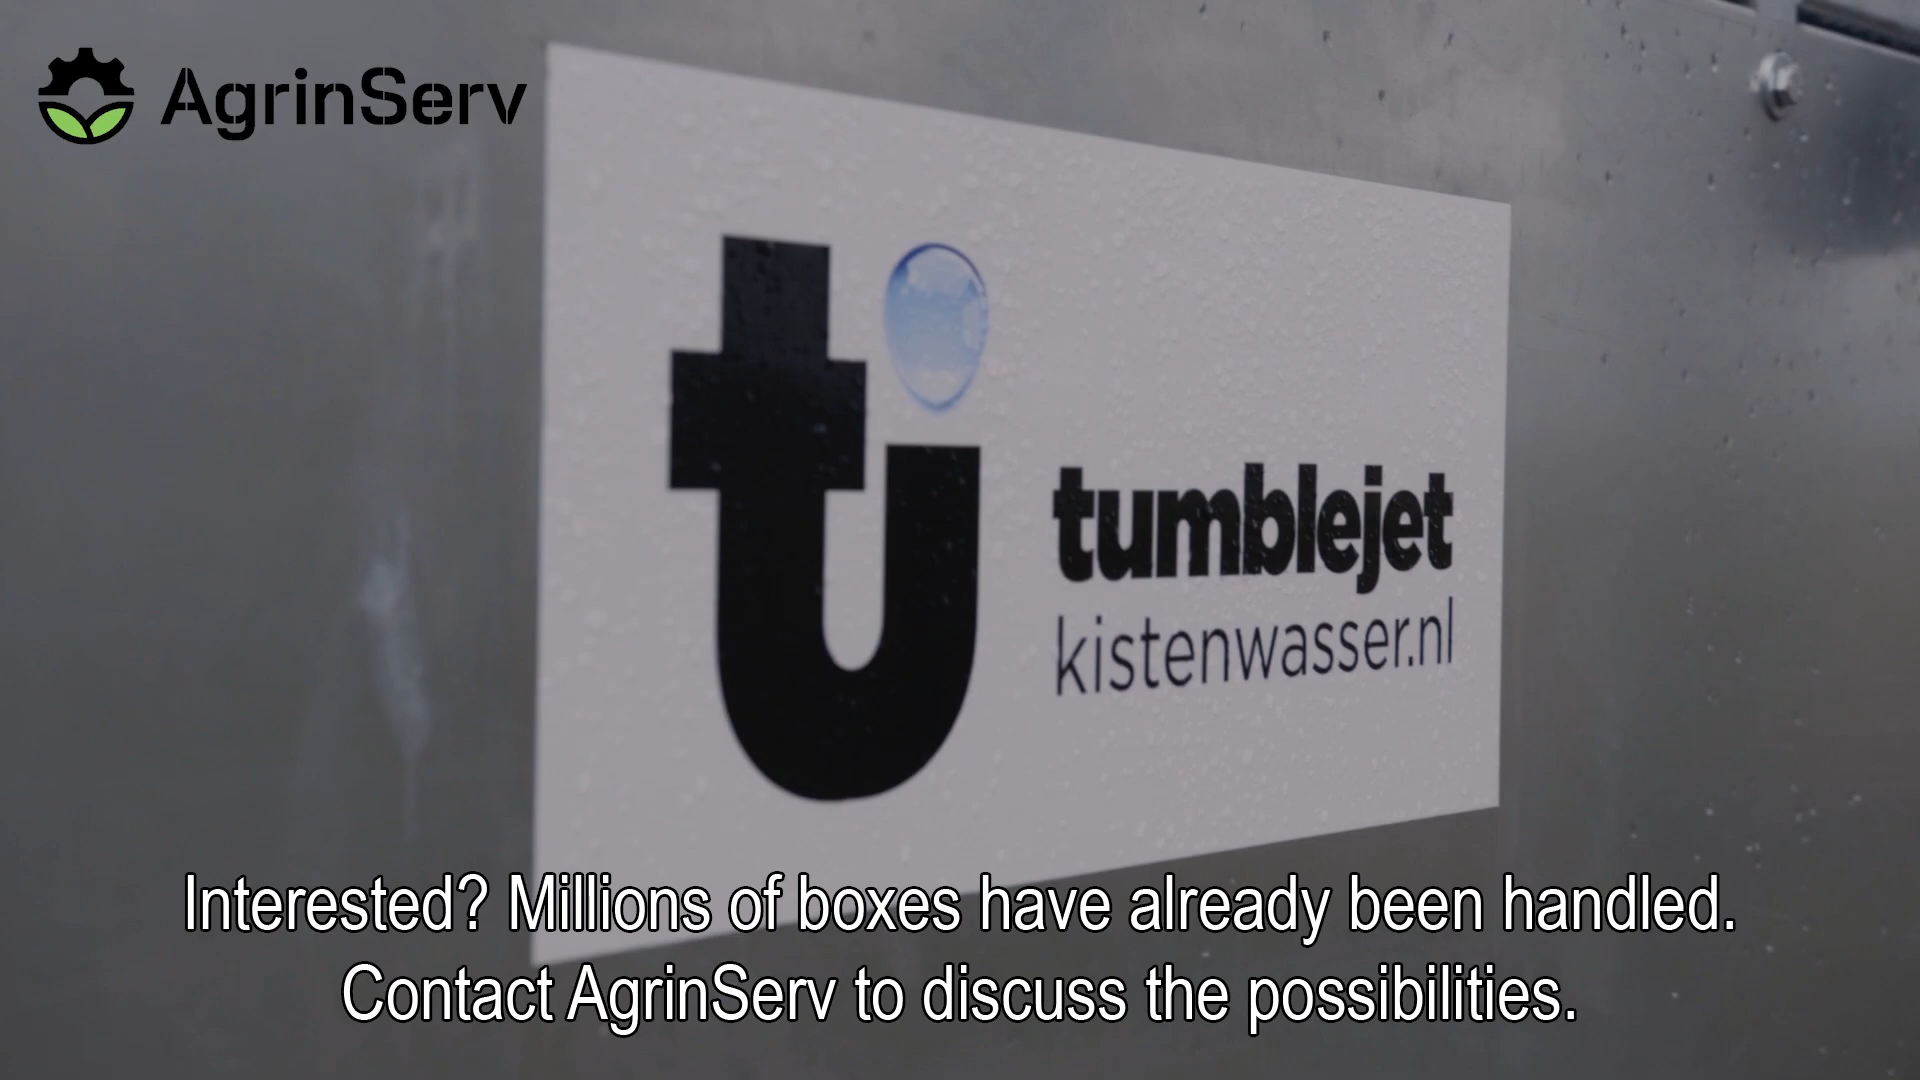 AgrinServ
tumblejet
kistenwasser.nl
Interested? Millions of boxes have already been handled.
Contact AgrinServ to discuss the possibilities.